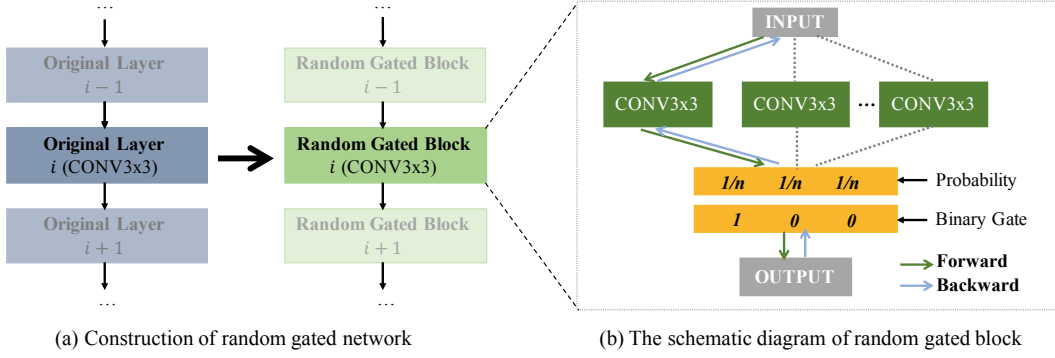 ...
...
Original Layer
i − 1
Random Gated Block
i − 1
Original Layer
i (CONV3x3)
Random Gated Block
i (CONV3x3)
Original Layer
i + 1
Random Gated Block
i + 1
...
...
(a) Construction of random gated network
INPUT
CONV3x3
CONV3x3
...
CONV3x3
1/n 1/n 1/n
Probability
1 0 0
Binary Gate
OUTPUT
Forward
Backward
(b) The schematic diagram of random gated block